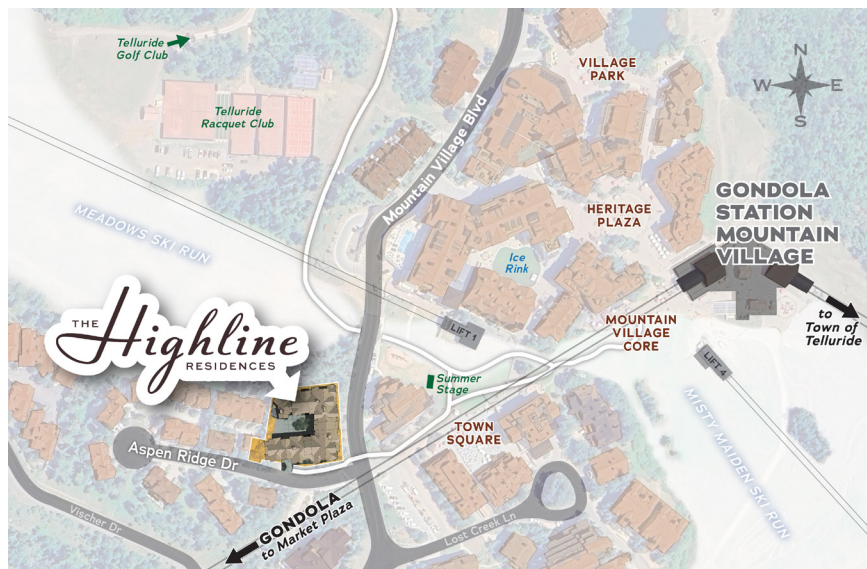 Telluride
Golf Club
Telluride
Racquet Club
VILLAGE
PARK
N
W
E
S
Mountain Village Blvd
MEADOWS SKI RUN
HERITAGE
PLAZA
GONDOLA
STATION
MOUNTAIN
VILLAGE
Ice
Rink
to
Town of
Telluride
THE
Highline
RESIDENCES
LIFT 1
MOUNTAIN
VILLAGE
CORE
LIFT 4
Summer
Stage
TOWN
SQUARE
MISTY MAIDEN SKI RUN
Aspen Ridge Dr
Vischer Dr
GONDOLA
to Market Plaza
Lost Creek Ln